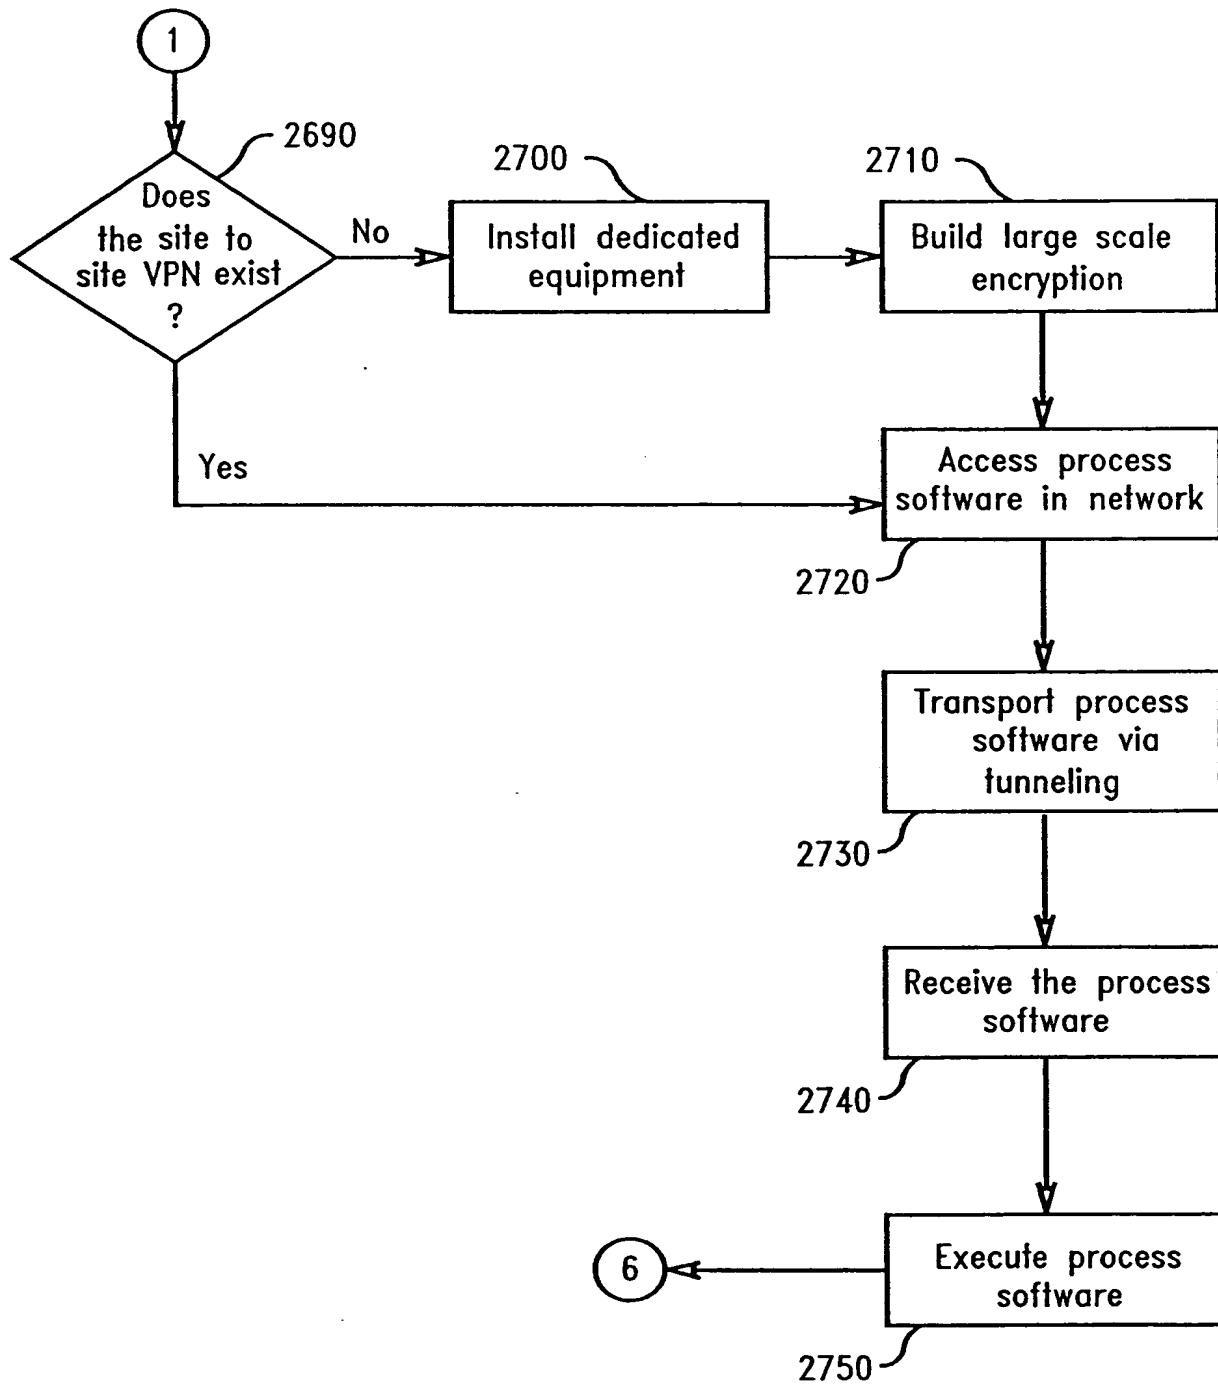 1
2690
Does
the site to
site VPN exist
?
No
Yes
2700
Install dedicated
equipment
2710
Build large scale
encryption
Access process
software in network
2720
Transport process
software via
tunneling
2730
Receive the process
software
2740
Execute process
software
2750
6